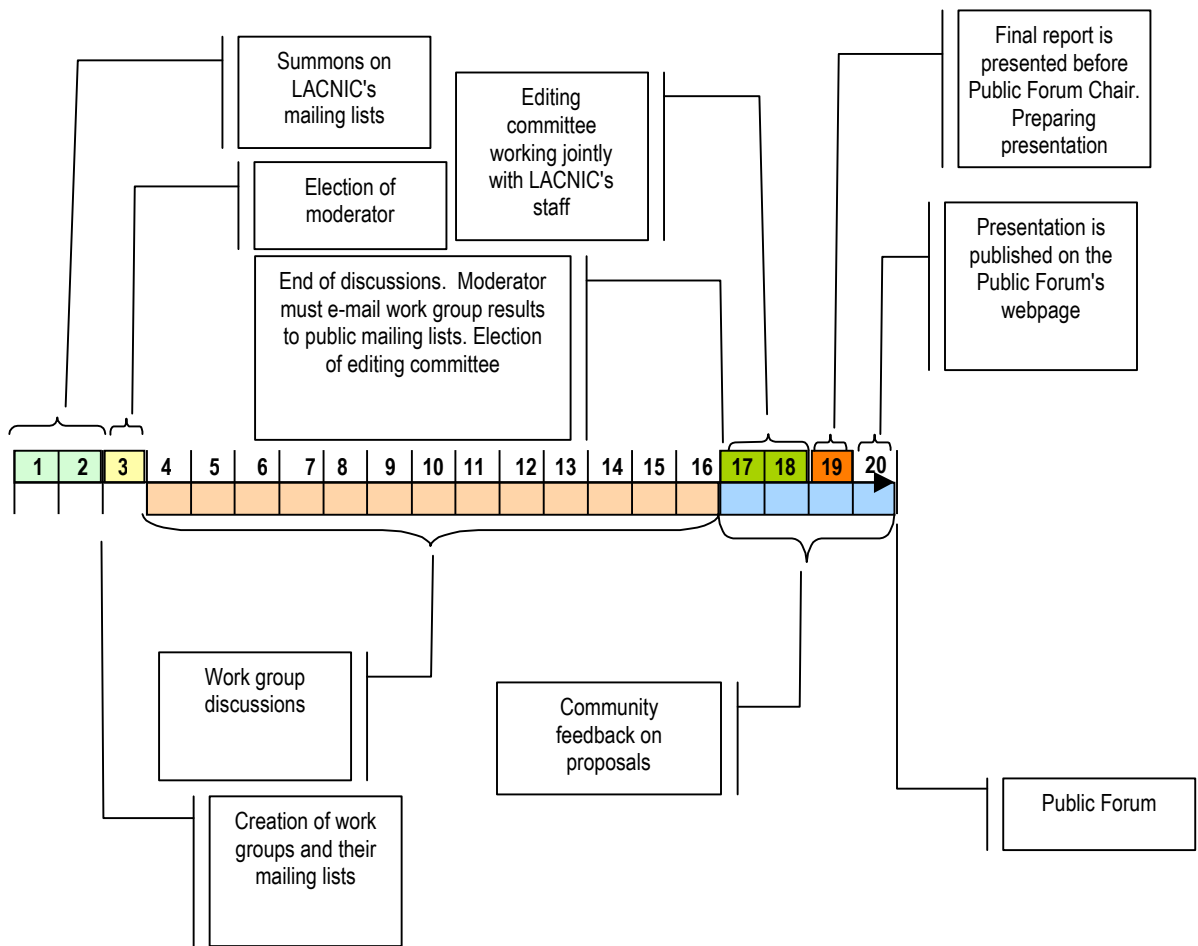 Summons on
LACNIC's
mailing lists
Election of
moderator
Editing
committee
working jointly
with LACNIC's
staff
End of discussions.  Moderator
must e-mail work group results
to public mailing lists. Election
of editing committee
Final report is
presented before
Public Forum Chair.
Preparing
presentation
Presentation is
published on the
Public Forum's
webpage
1 2 3 4 5 6 7 8 9 10 11 12 13 14 15 16 17 18 19 20
Work group
discussions
Community
feedback on
proposals
Creation of work
groups and their
mailing lists
Public Forum